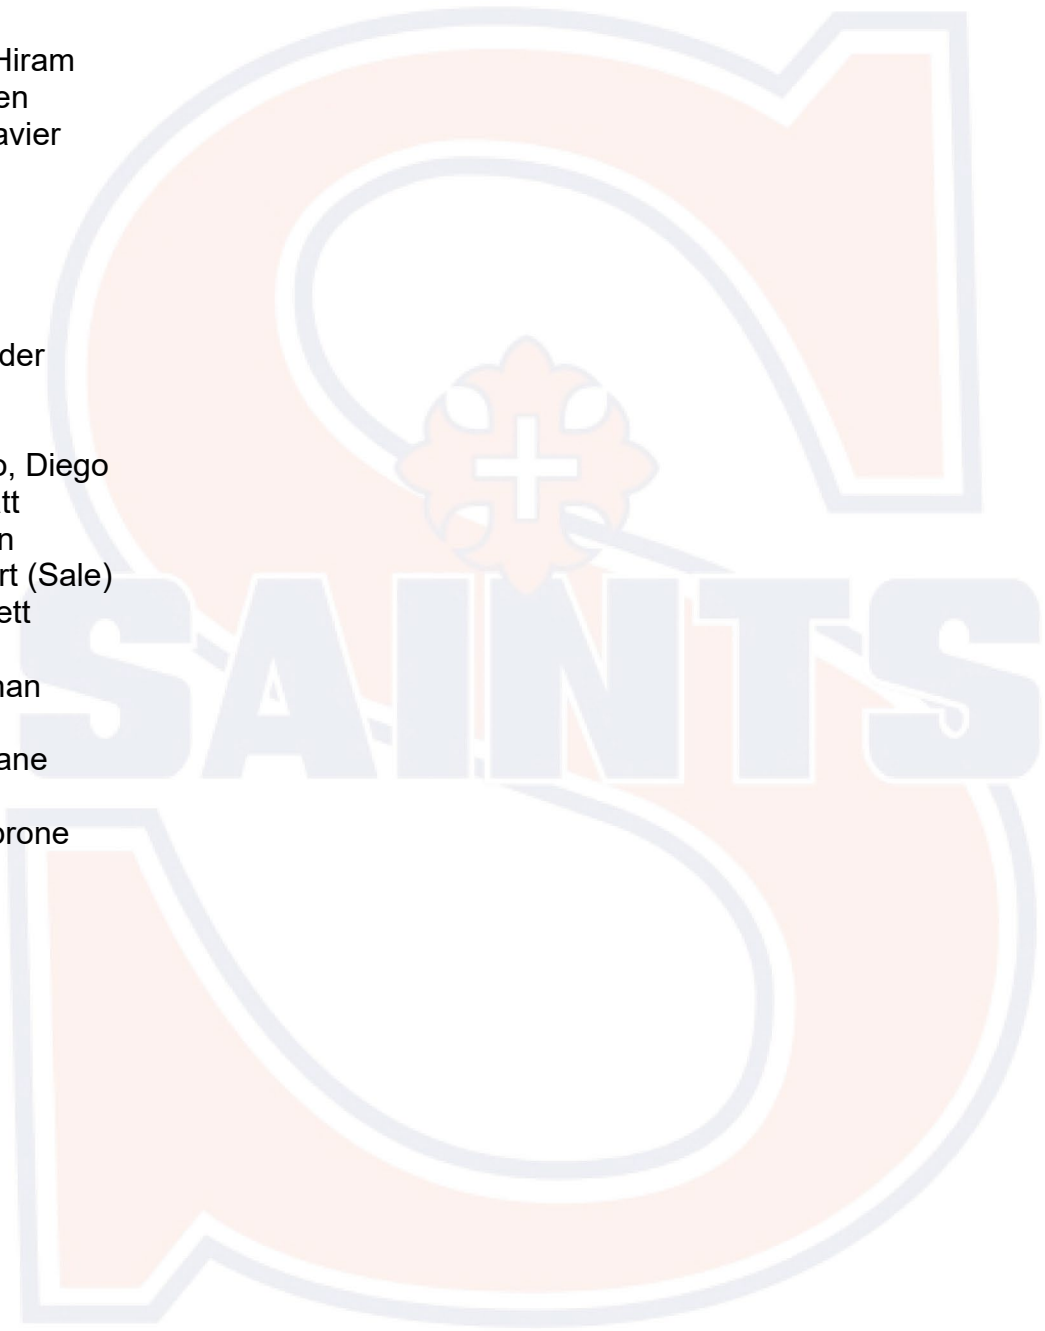 Hiram
en
avier
der
o, Diego
tt
n
rt (Sale)
ett
nan
ane
orone
SAINTS